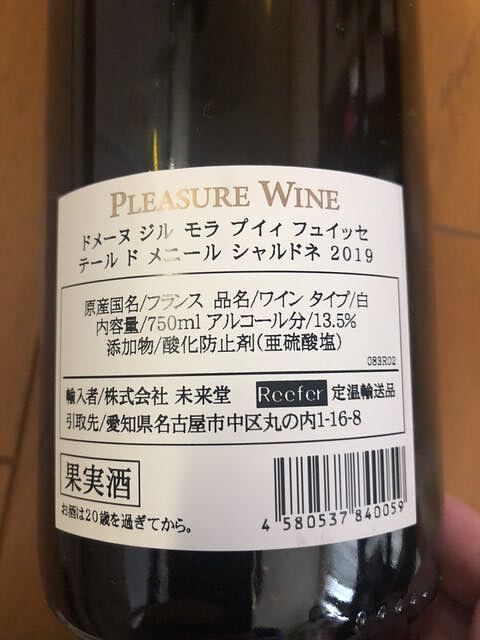 PLEASURE WINE
ドメーヌ ジル モラ プイィ フュイッセ
テール ド メニール シャルドネ 2019
原産国名/フランス 品名/ワイン タイプ/白
内容量/750ml アルコール分/13.5%
添加物/酸化防止剤(亜硫酸塩)
083R02
輸入者/株式会社 未来堂 Reefer 定温輸送品
引取先/愛知県名古屋市中区丸の内1-16-8
果実酒
お酒は20歳を過ぎてから。
4 580537 840059